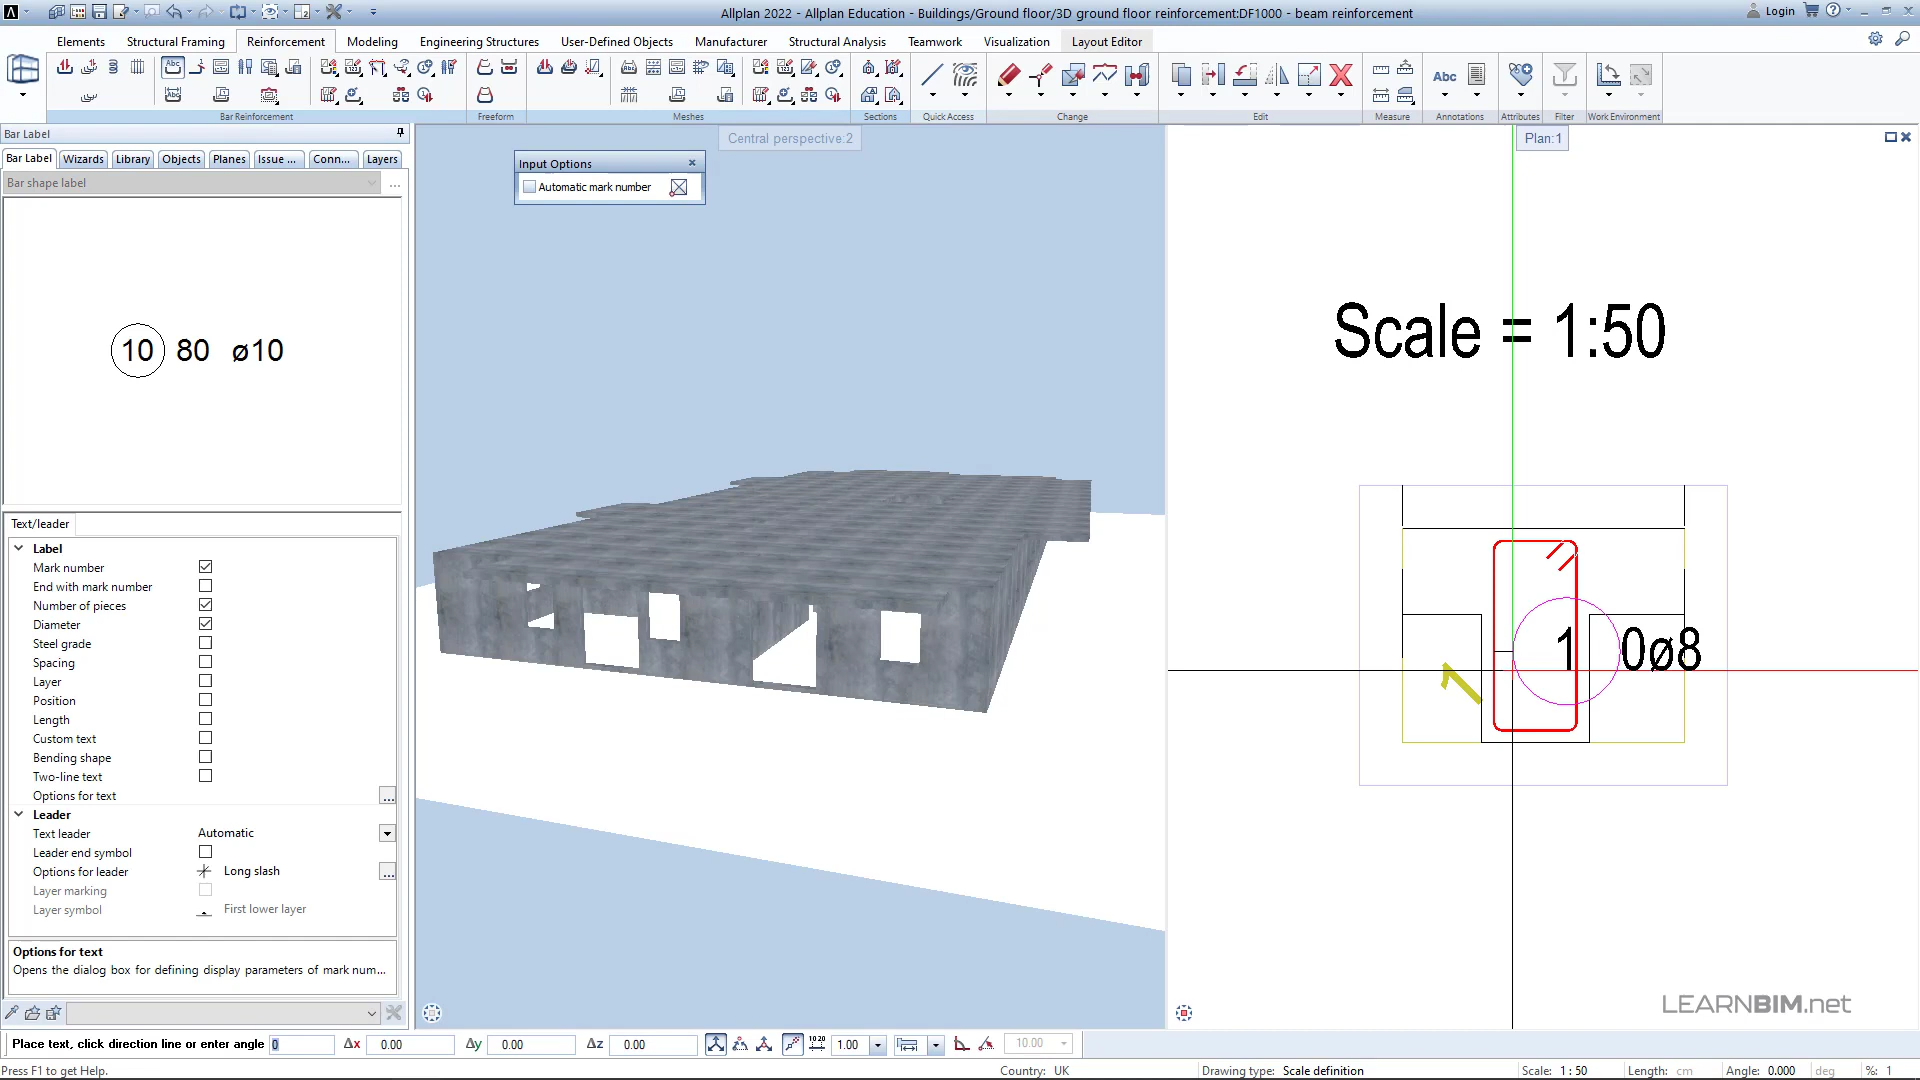 Allplan 2022 - Allplan Education - Buildings/Ground floor/3D ground floor reinforcement:DF1000 - beam reinforcement
Login
Elements
Structural Framing
Reinforcement
Modeling
Engineering Structures
User-Defined Objects
Manufacturer
Structural Analysis
Teamwork
Visualization
Layout Editor
Abc
Bar Reinforcement
Freeform
Meshes
Sections
Quick Access
Change
Edit
Measure
Annotations
Attributes
Filter
Work Environment
Bar Label
Bar Label
Wizards
Library
Objects
Planes
Issue ...
Conn...
Layers
Bar shape label
...
10 80 ø10
Text/leader
Label
Mark number
End with mark number
Number of pieces
Diameter
Steel grade
Spacing
Layer
Position
Length
Custom text
Bending shape
Two-line text
Options for text
...
Leader
Text leader Automatic
Leader end symbol
Options for leader Long slash ...
Layer marking
Layer symbol First lower layer
Options for text
Opens the dialog box for defining display parameters of mark num...
Central perspective:2
Input Options
Automatic mark number
Plan:1
Scale = 1:50
1 0ø8
LEARNBIM.net
Place text, click direction line or enter angle 0
Δx 0.00
Δy 0.00
Δz 0.00
1.00
10.00
Press F1 to get Help.
Country: UK
Drawing type: Scale definition
Scale: 1 : 50
Length: cm
Angle: 0.000 deg
%: 1